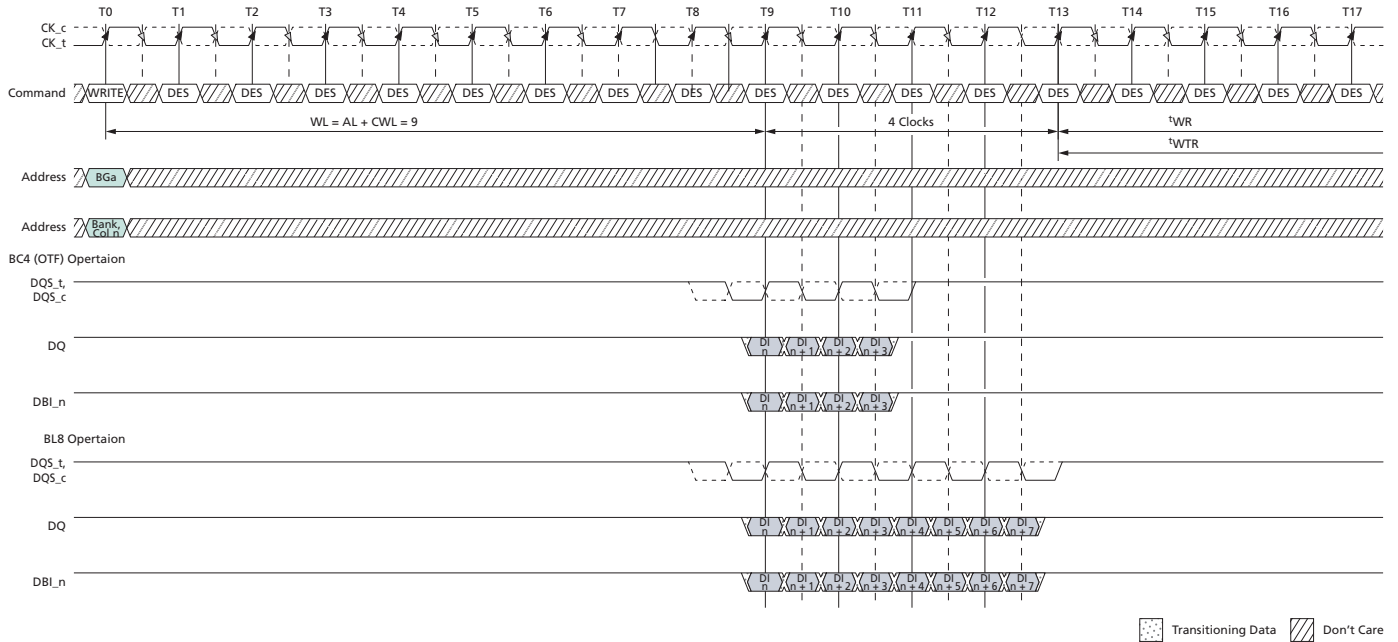 T0 T1 T2 T3 T4 T5 T6 T7 T8 T9 T10 T11 T12 T13 T14 T15 T16 T17
CK_c
CK_t
Command WRITE DES DES DES DES DES DES DES DES DES DES DES DES DES DES DES DES DES
WL = AL + CWL = 9 4 Clocks tWR
tWTR
Address BGa
Address Bank, Col n
BC4 (OTF) Opertaion
DQS_t,
DQS_c
DQ DI n DI n + 1 DI n + 2 DI n + 3
DBI_n DI n DI n + 1 DI n + 2 DI n + 3
BL8 Opertaion
DQS_t,
DQS_c
DQ DI n DI n + 1 DI n + 2 DI n + 3 DI n + 4 DI n + 5 DI n + 6 DI n + 7
DBI_n DI n DI n + 1 DI n + 2 DI n + 3 DI n + 4 DI n + 5 DI n + 6 DI n + 7
Transitioning Data Don't Care